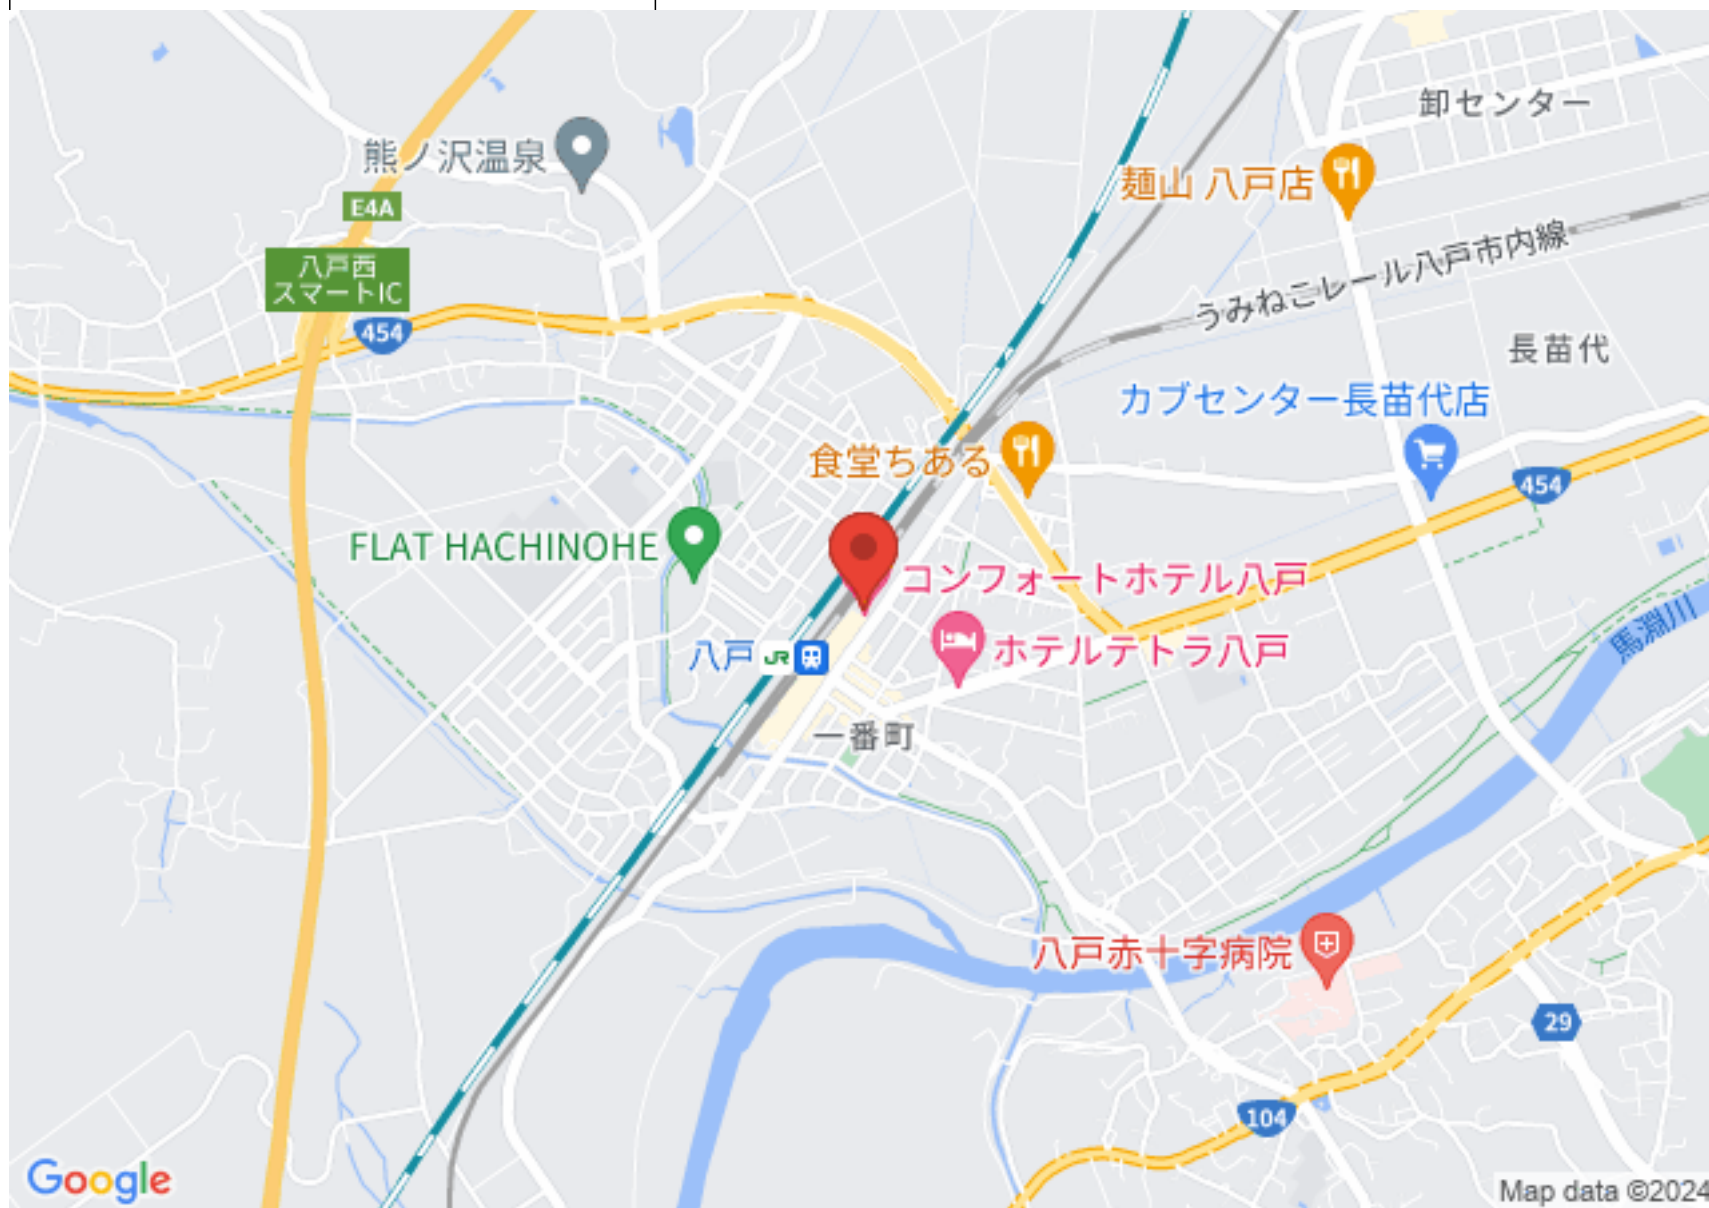 卸センター
熊ノ沢温泉
麺山 八戸店
E4A
八戸西
スマートIC
うみねこレール八戸市内線
454
長苗代
カブセンター長苗代店
食堂ちある
454
FLAT HACHINOHE
コンフォートホテル八戸
馬淵川
八戸 JR
ホテルテトラ八戸
一番町
八戸赤十字病院
29
104
Google
Map data ©2024